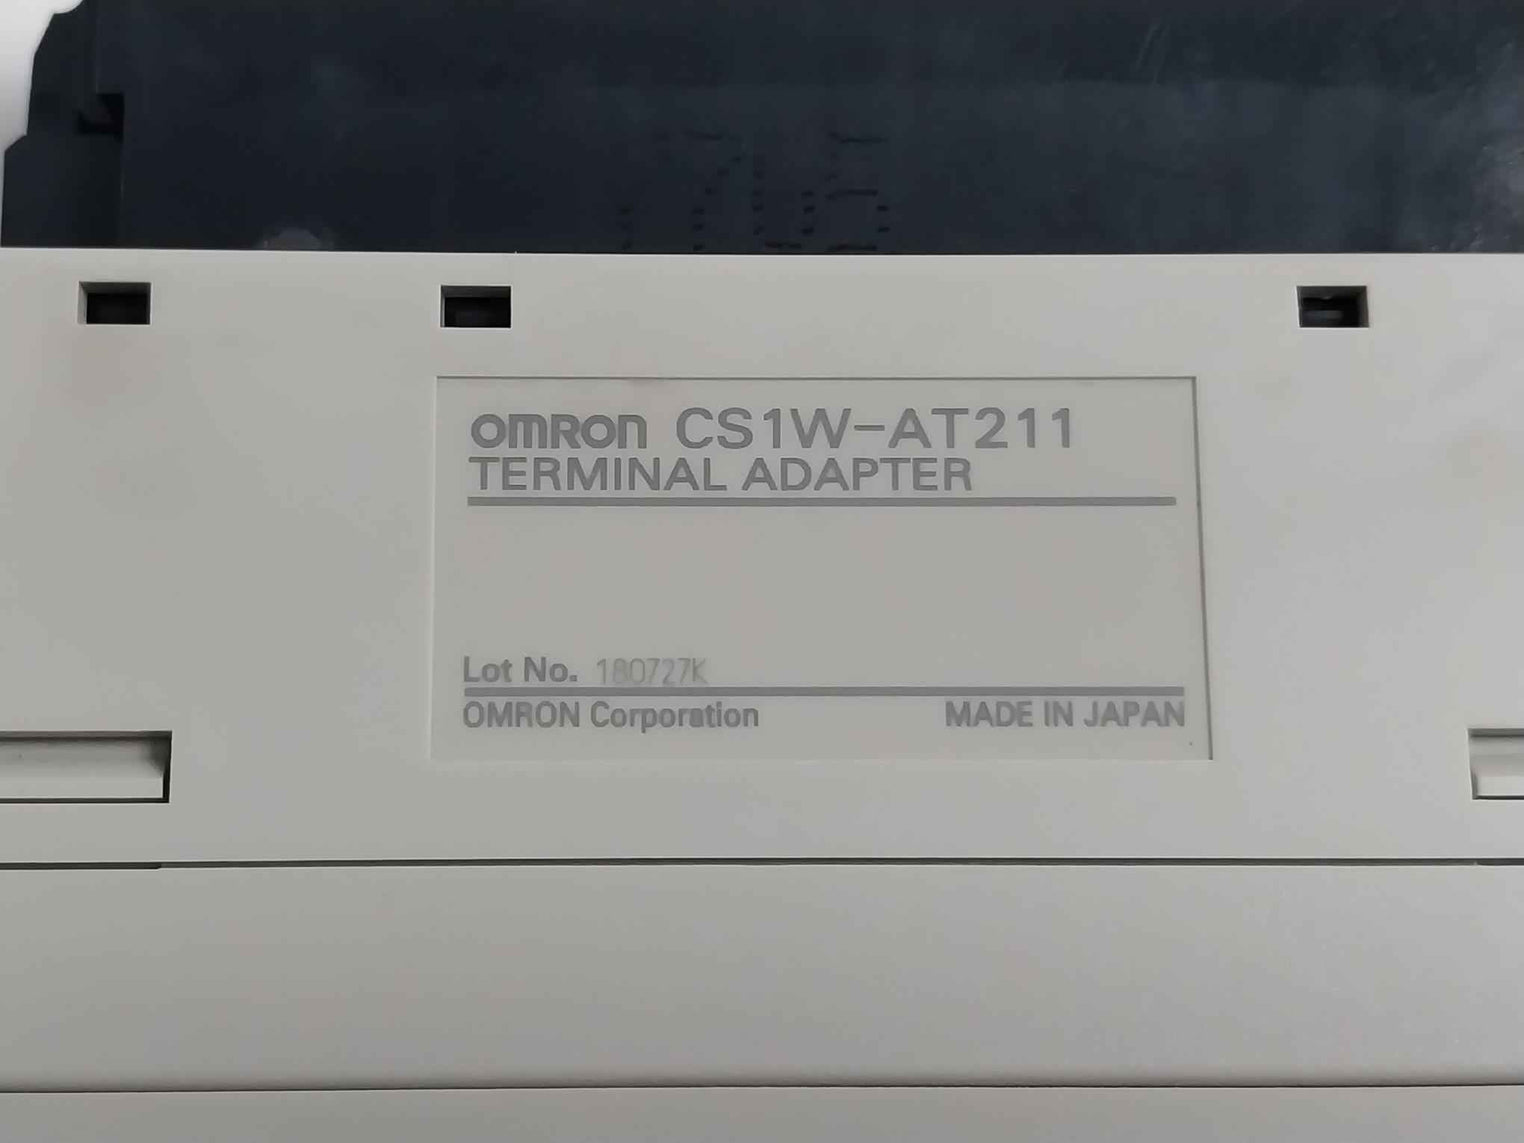 omron CS1W-AT211
TERMINAL ADAPTER
Lot No. 180727K
OMRON Corporation MADE IN JAPAN